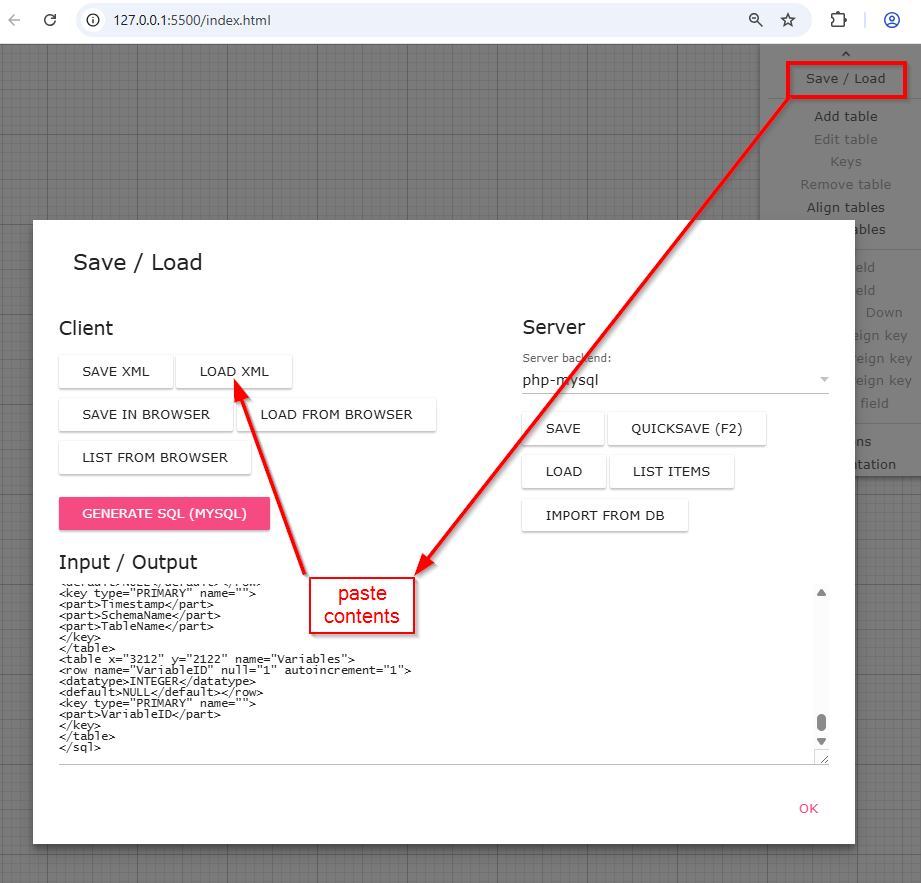 127.0.0.1:5500/index.html
Save / Load
Add table
Edit table
Keys
Remove table
Align tables
ables
eld
eld
Down
eign key
eign key
eign key
field
ns
ntation
Save / Load
Client
SAVE XML
LOAD XML
SAVE IN BROWSER
LOAD FROM BROWSER
LIST FROM BROWSER
GENERATE SQL (MYSQL)
Server
Server backend:
php-mysql
SAVE
QUICKSAVE (F2)
LOAD
LIST ITEMS
IMPORT FROM DB
Input / Output
<default>NULL</default></row>
<key type="PRIMARY" name="">
<part>Timestamp</part>
<part>SchemaName</part>
<part>TableName</part>
</key>
</table>
<table x="3212" y="2122" name="Variables">
<row name="VariableID" null="1" autoincrement="1">
<datatype>INTEGER</datatype>
<default>NULL</default></row>
<key type="PRIMARY" name="">
<part>VariableID</part>
</key>
</table>
</sql>
paste
contents
OK